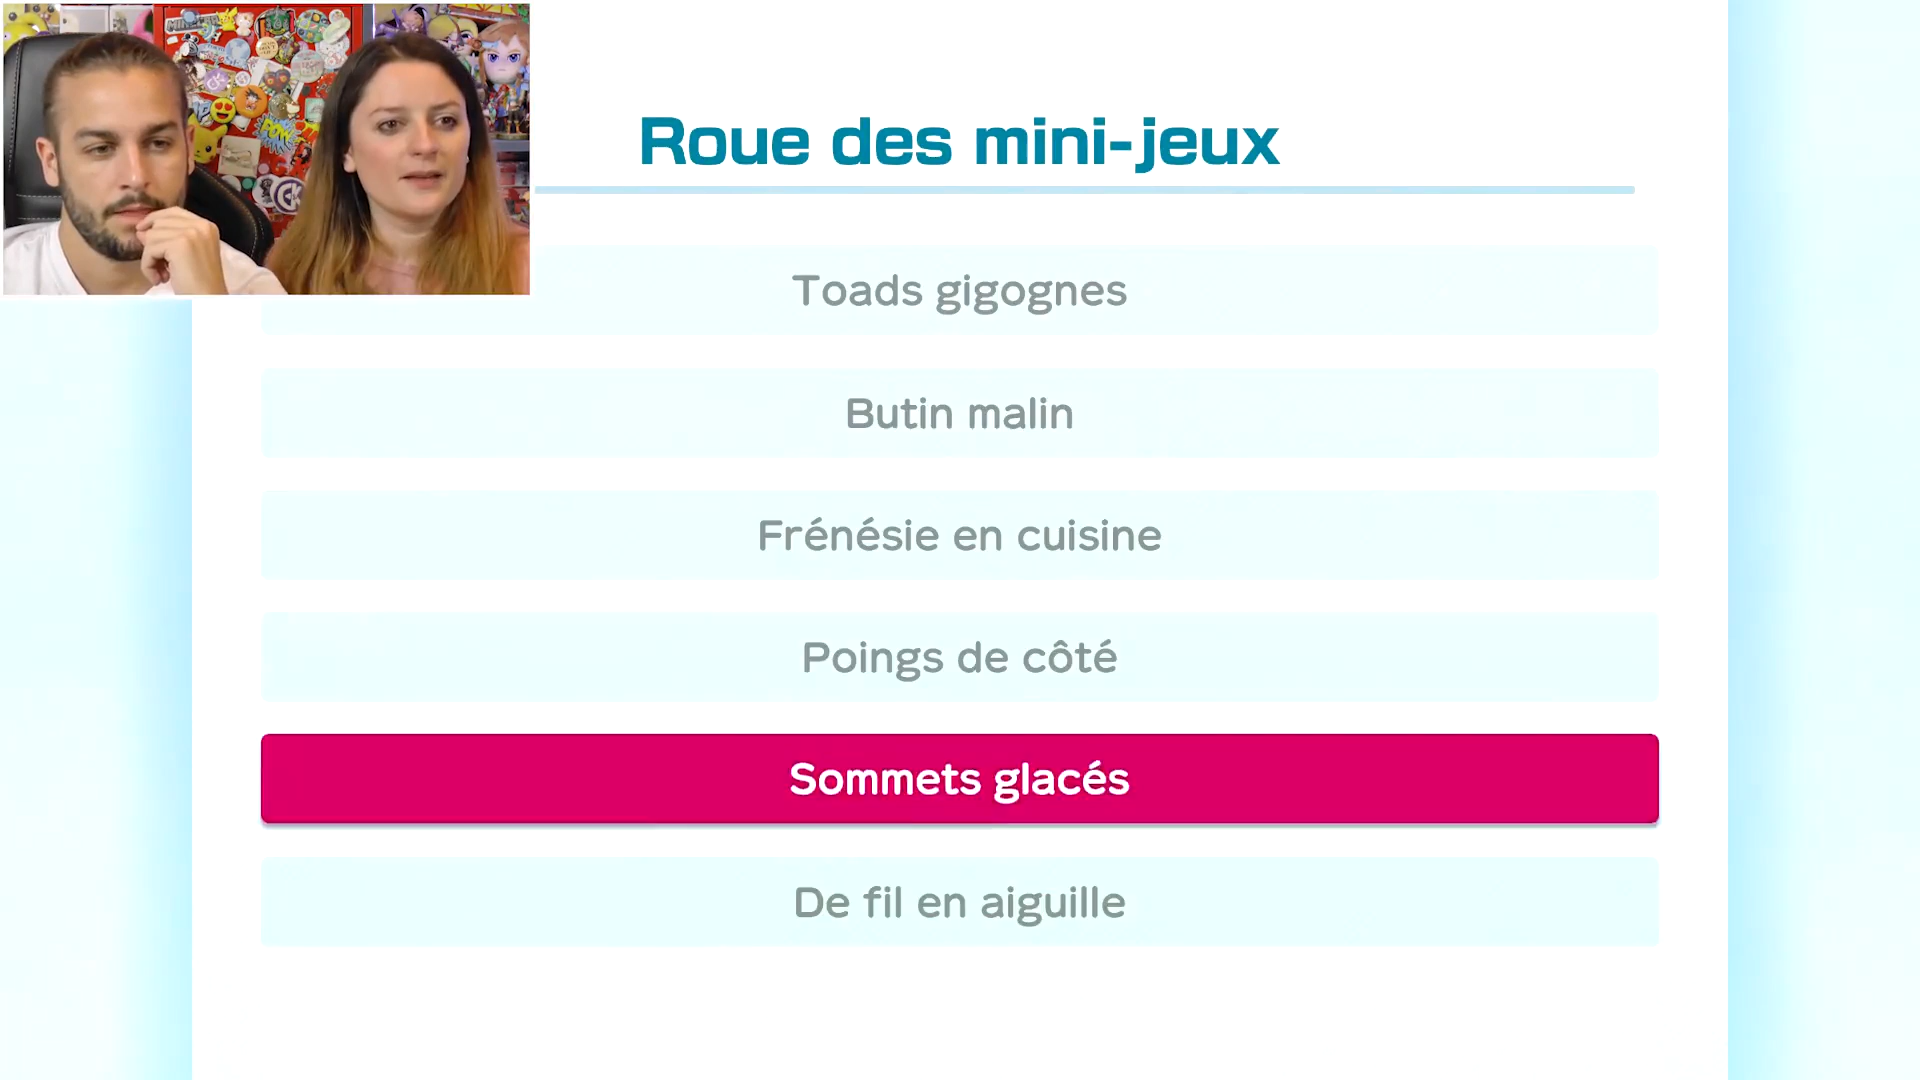 Roue des mini-jeux
Toads gigognes
Butin malin
Frénésie en cuisine
Poings de côté
Sommets glacés
De fil en aiguille